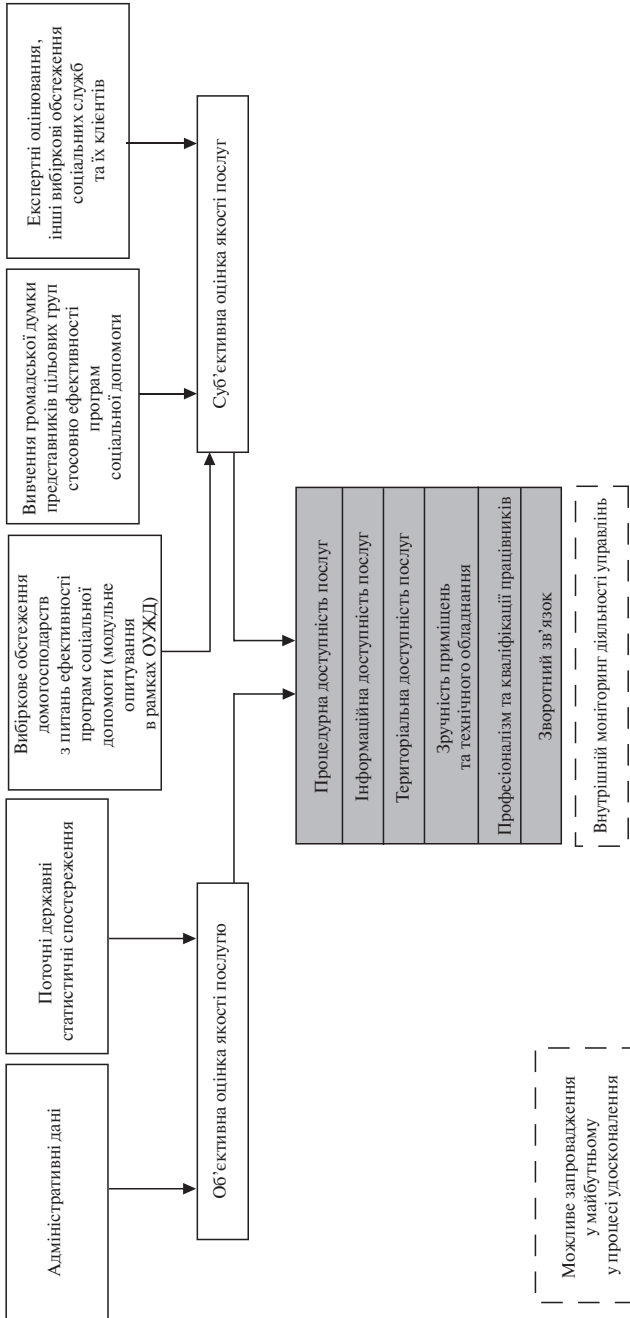 Адміністративні дані
Поточні державні
статистичні спостереження
Вибіркове обстеження
домогосподарств
з питань ефективності
програм соціальної
допомоги (модульне
опитування
в рамках ОУЖД)
Вивчення громадської думки
представників цільових груп
стосовно ефективності
програм
соціальної допомоги
Експертні оцінювання,
інші вибіркові обстеження
соціальних служб
та їх клієнтів
Об’єктивна оцінка якості послугю
Суб’єктивна оцінка якості послуг
Процедурна доступність послуг
Інформаційна доступність послуг
Територіальна доступність послуг
Зручність приміщень
та технічного обладнання
Професіоналізм та кваліфікації працівників
Зворотний зв’язок
Внутрішній моніторинг діяльності управлінь
Можливе запровадження
у майбутньому
у процесі удосконалення